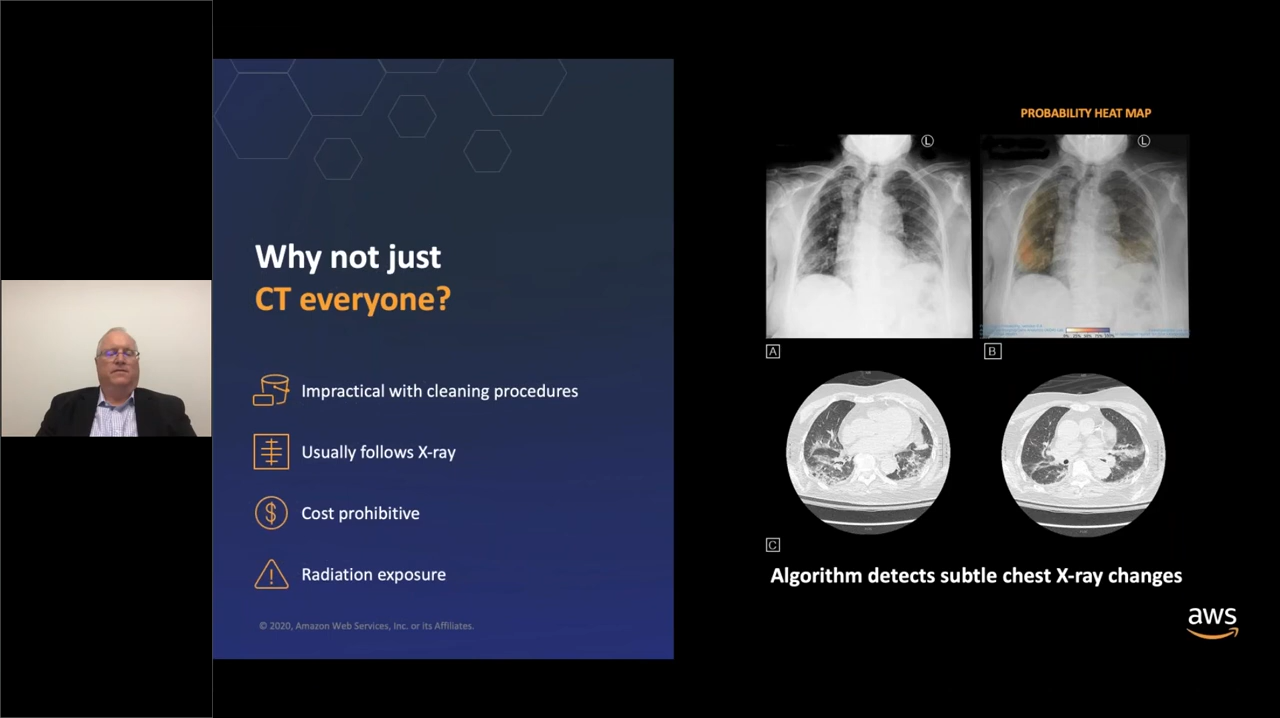 Why not just
CT everyone?
Impractical with cleaning procedures
Usually follows X-ray
Cost prohibitive
Radiation exposure
© 2020, Amazon Web Services, Inc. or its Affiliates.
PROBABILITY HEAT MAP
L
L
A
B
C
Algorithm detects subtle chest X-ray changes
aws